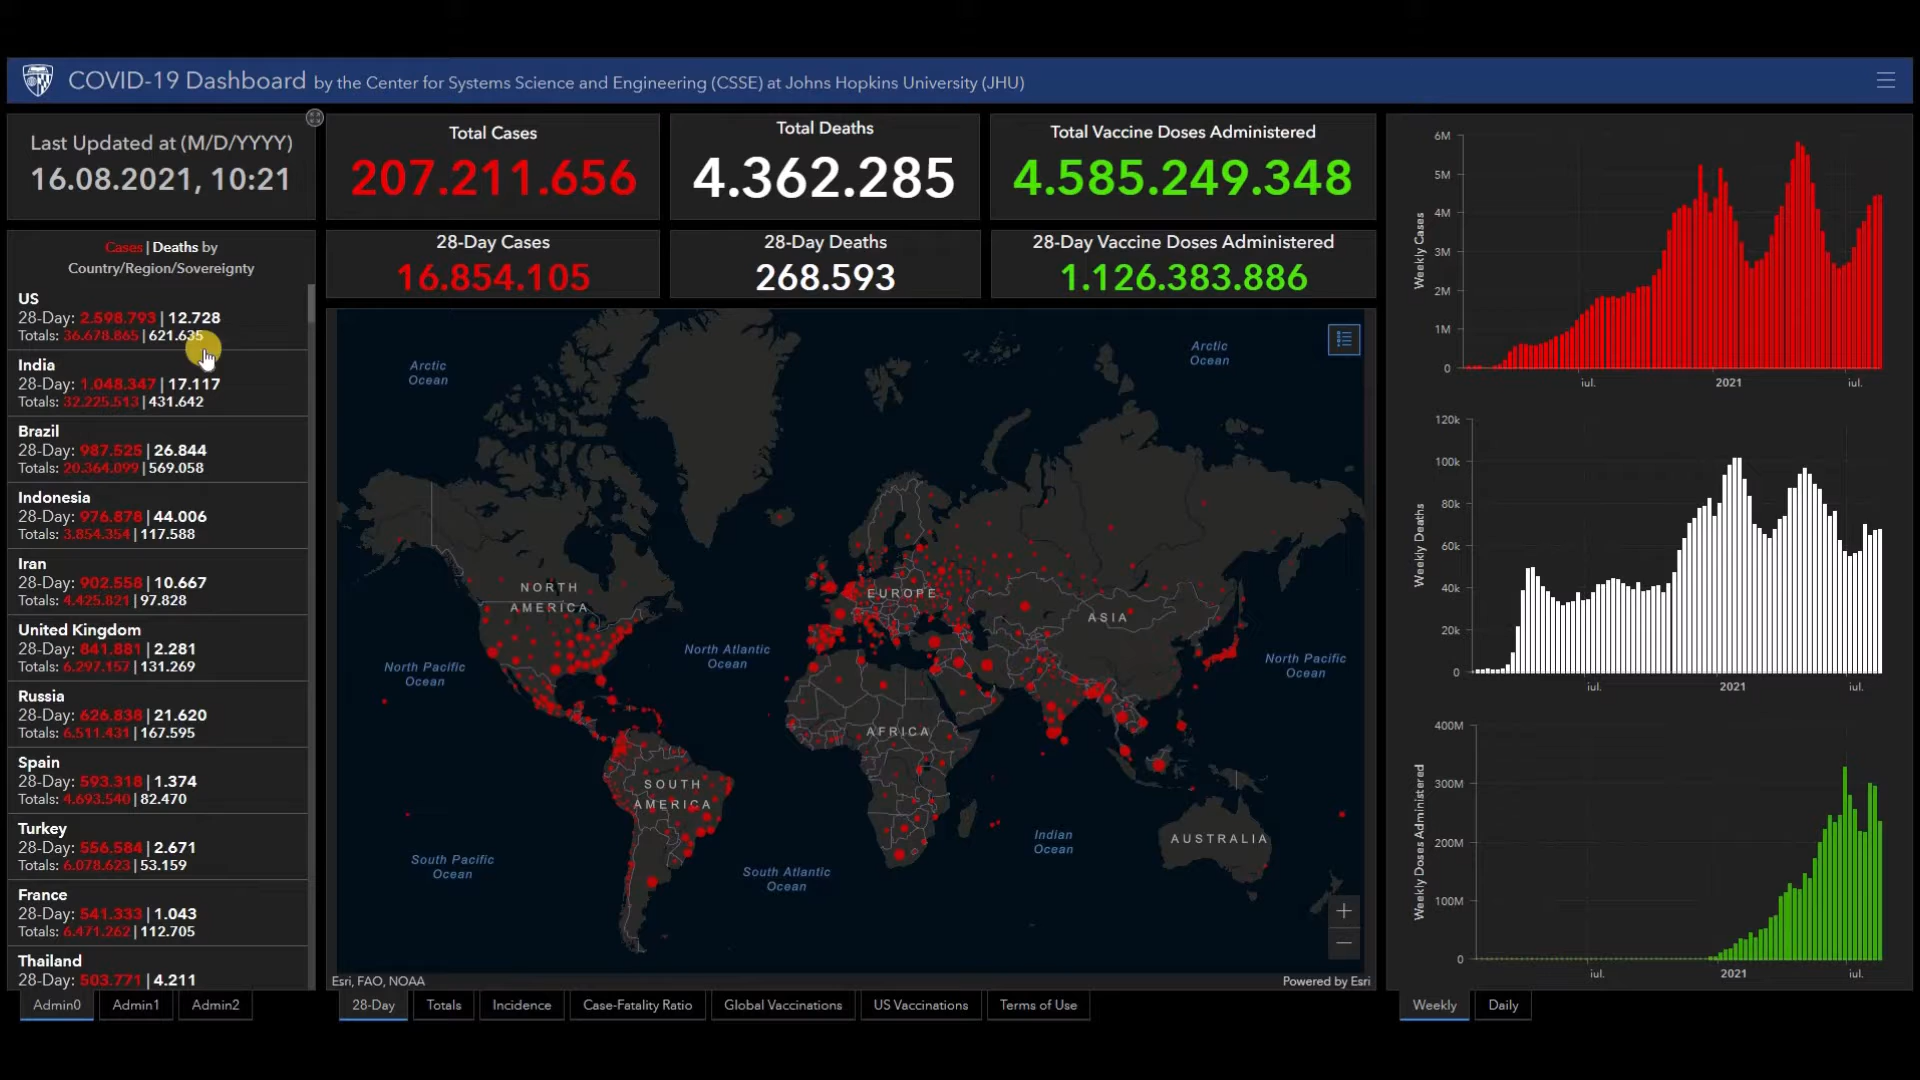 COVID-19 Dashboard by the Center for Systems Science and Engineering (CSSE) at Johns Hopkins University (JHU)
Last Updated at (M/D/YYYY)
16.08.2021, 10:21
Total Cases
207.211.656
Total Deaths
4.362.285
Total Vaccine Doses Administered
4.585.249.348
28-Day Cases
16.854.105
28-Day Deaths
268.593
28-Day Vaccine Doses Administered
1.126.383.886
Cases | Deaths by
Country/Region/Sovereignty
US
28-Day: 2.598.793 | 12.728
Totals: 36.678.865 | 621.635
India
28-Day: 1.048.347 | 17.117
Totals: 32.225.513 | 431.642
Brazil
28-Day: 987.525 | 26.844
Totals: 20.364.099 | 569.058
Indonesia
28-Day: 976.878 | 44.006
Totals: 3.854.354 | 117.588
Iran
28-Day: 902.558 | 10.667
Totals: 4.425.821 | 97.828
United Kingdom
28-Day: 841.881 | 2.281
Totals: 6.297.157 | 131.269
Russia
28-Day: 626.838 | 21.620
Totals: 6.511.431 | 167.595
Spain
28-Day: 593.318 | 1.374
Totals: 4.693.540 | 82.470
Turkey
28-Day: 556.584 | 2.671
Totals: 6.078.623 | 53.159
France
28-Day: 541.333 | 1.043
Totals: 6.471.262 | 112.705
Thailand
28-Day: 503.771 | 4.211
Admin0
Admin1
Admin2
Arctic
Ocean
Arctic
Ocean
NORTH
AMERICA
EUROPE
ASIA
North Atlantic
Ocean
North Pacific
Ocean
North Pacific
Ocean
AFRICA
SOUTH
AMERICA
Indian
Ocean
AUSTRALIA
South Pacific
Ocean
South Atlantic
Ocean
+
−
Esri, FAO, NOAA
Powered by Esri
28-Day
Totals
Incidence
Case-Fatality Ratio
Global Vaccinations
US Vaccinations
Terms of Use
Weekly Cases
6M
5M
4M
3M
2M
1M
0
iul.
2021
iul.
Weekly Deaths
120k
100k
80k
60k
40k
20k
0
iul.
2021
iul.
Weekly Doses Administered
400M
300M
200M
100M
0
iul.
2021
iul.
Weekly
Daily